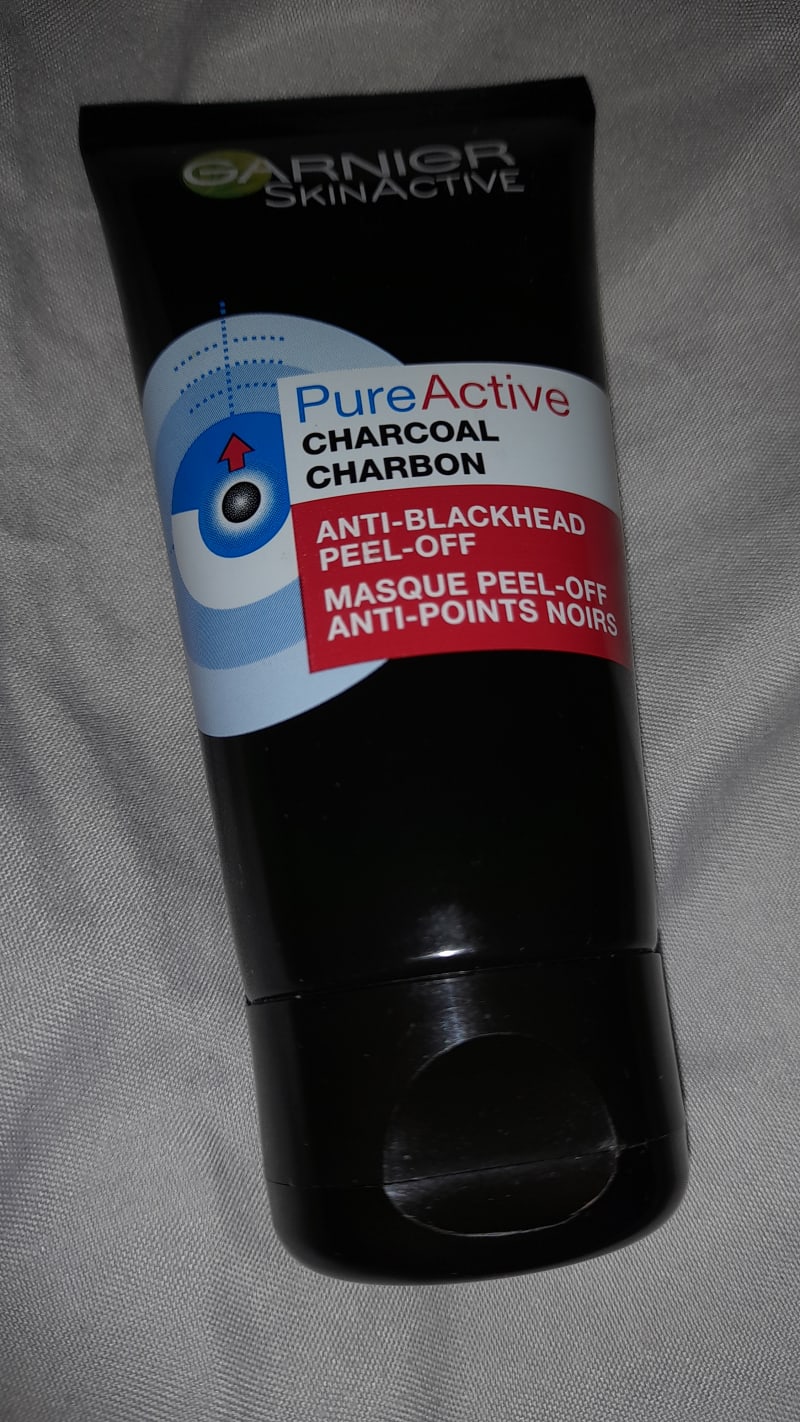 GARNIER
SKINACTIVE
PureActive
CHARCOAL
CHARBON
ANTI-BLACKHEAD
PEEL-OFF
MASQUE PEEL-OFF
ANTI-POINTS NOIRS